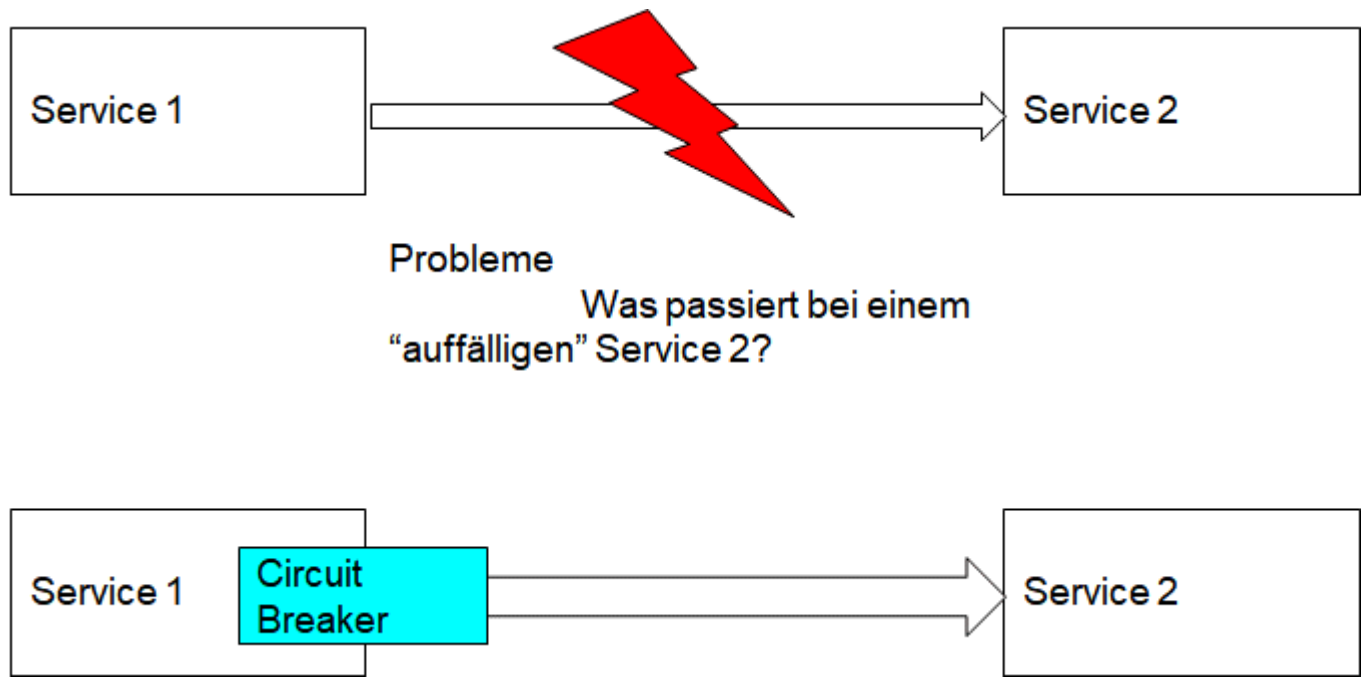 Service 1
Service 2
Probleme
Was passiert bei einem
“auffälligen” Service 2?
Service 1
Circuit
Breaker
Service 2